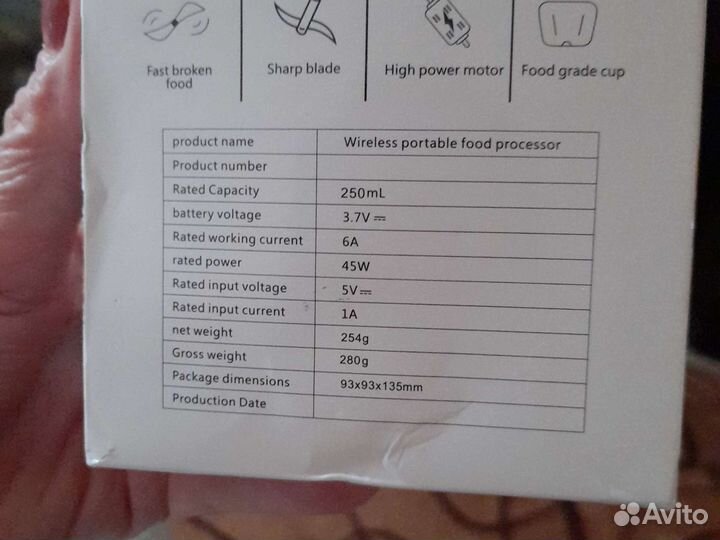 Fast broken food
Sharp blade
High power motor
Food grade cup
product name Wireless portable food processor
Product number
Rated Capacity 250mL
battery voltage 3.7V⎓
Rated working current 6A
rated power 45W
Rated input voltage 5V⎓
Rated input current 1A
net weight 254g
Gross weight 280g
Package dimensions 93x93x135mm
Production Date
Avito